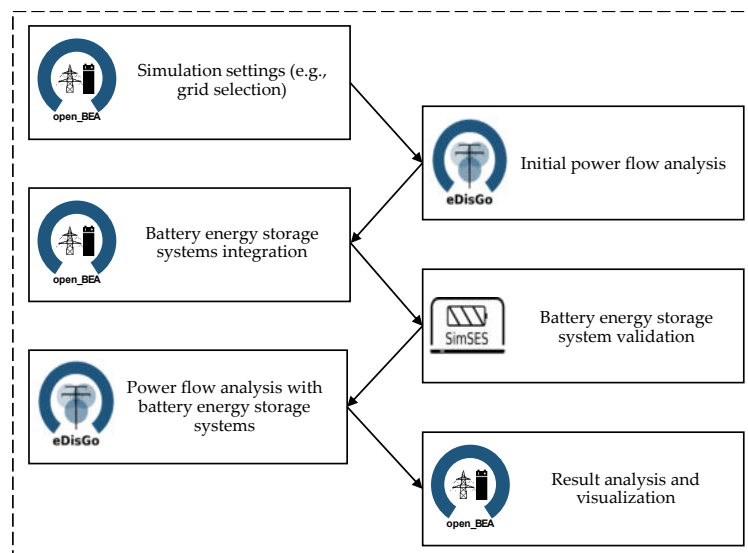 open_BEA
Simulation settings (e.g.,
grid selection)
eDisGo
Initial power flow analysis
open_BEA
Battery energy storage
systems integration
SimSES
Battery energy storage
system validation
eDisGo
Power flow analysis with
battery energy storage
systems
open_BEA
Result analysis and
visualization